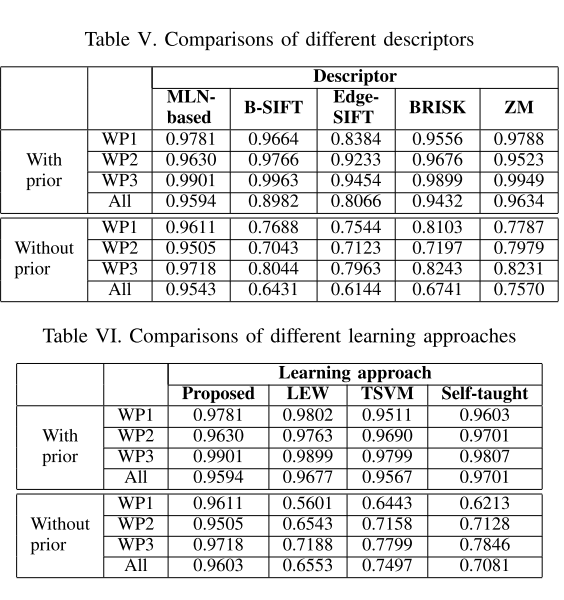 Table V. Comparisons of different descriptors
Descriptor
MLN-based B-SIFT Edge-SIFT BRISK ZM
With prior WP1 0.9781 0.9664 0.8384 0.9556 0.9788
WP2 0.9630 0.9766 0.9233 0.9676 0.9523
WP3 0.9901 0.9963 0.9454 0.9899 0.9949
All 0.9594 0.8982 0.8066 0.9432 0.9634
Without prior WP1 0.9611 0.7688 0.7544 0.8103 0.7787
WP2 0.9505 0.7043 0.7123 0.7197 0.7979
WP3 0.9718 0.8044 0.7963 0.8243 0.8231
All 0.9543 0.6431 0.6144 0.6741 0.7570
Table VI. Comparisons of different learning approaches
Learning approach
Proposed LEW TSVM Self-taught
With prior WP1 0.9781 0.9802 0.9511 0.9603
WP2 0.9630 0.9763 0.9690 0.9701
WP3 0.9901 0.9899 0.9799 0.9807
All 0.9594 0.9677 0.9567 0.9701
Without prior WP1 0.9611 0.5601 0.6443 0.6213
WP2 0.9505 0.6543 0.7158 0.7128
WP3 0.9718 0.7188 0.7799 0.7846
All 0.9603 0.6553 0.7497 0.7081